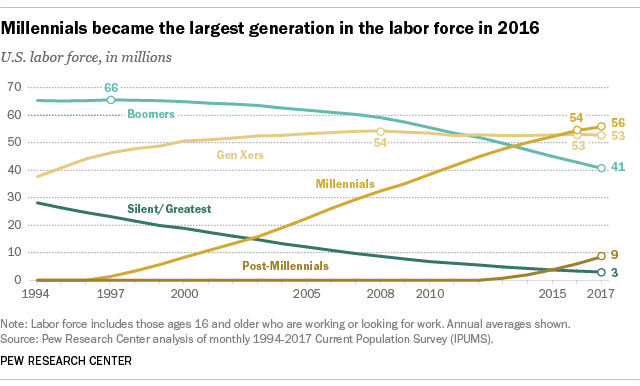 Millennials became the largest generation in the labor force in 2016
U.S. labor force, in millions
70
66
60
Boomers
54
56
50
53
54
53
Gen Xers
40
41
Millennials
30
Silent/Greatest
20
10
Post-Millennials
9
3
0
1994 1997 2000 2005 2008 2010 2015 2017
Note: Labor force includes those ages 16 and older who are working or looking for work. Annual averages shown.
Source: Pew Research Center analysis of monthly 1994-2017 Current Population Survey (IPUMS).
PEW RESEARCH CENTER